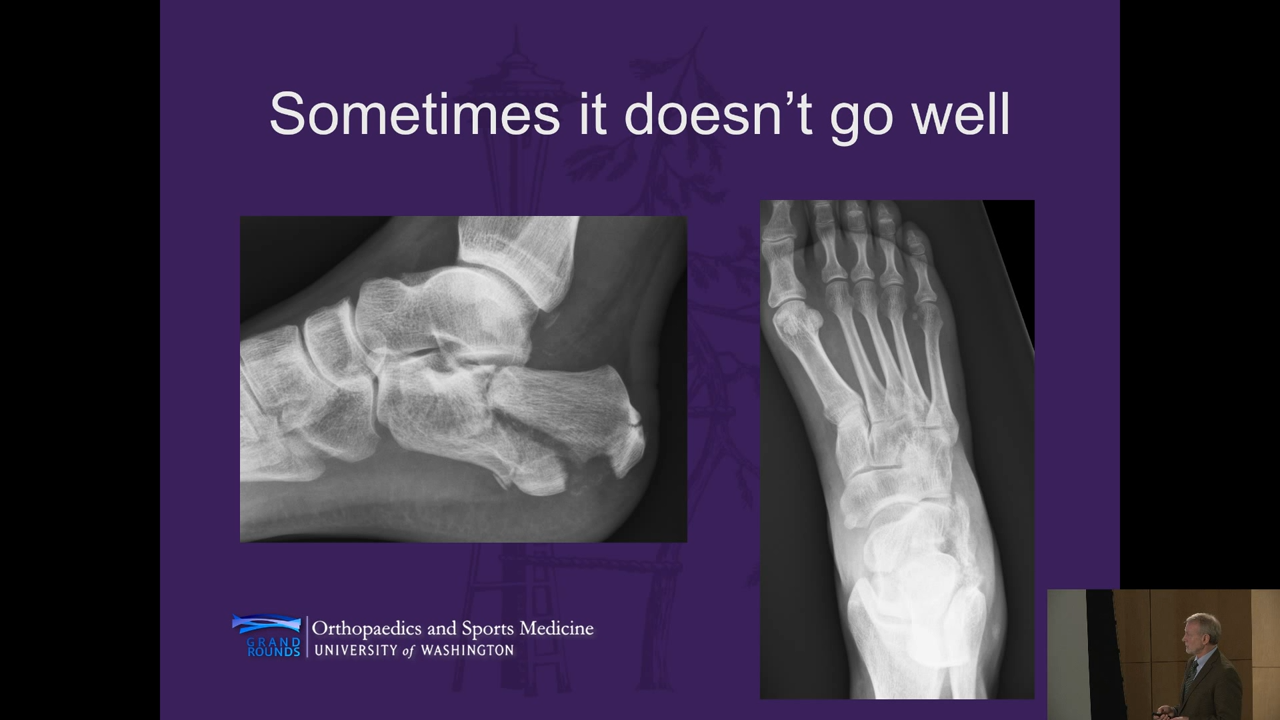 Sometimes it doesn't go well
GRAND
ROUNDS
Orthopaedics and Sports Medicine
UNIVERSITY of WASHINGTON